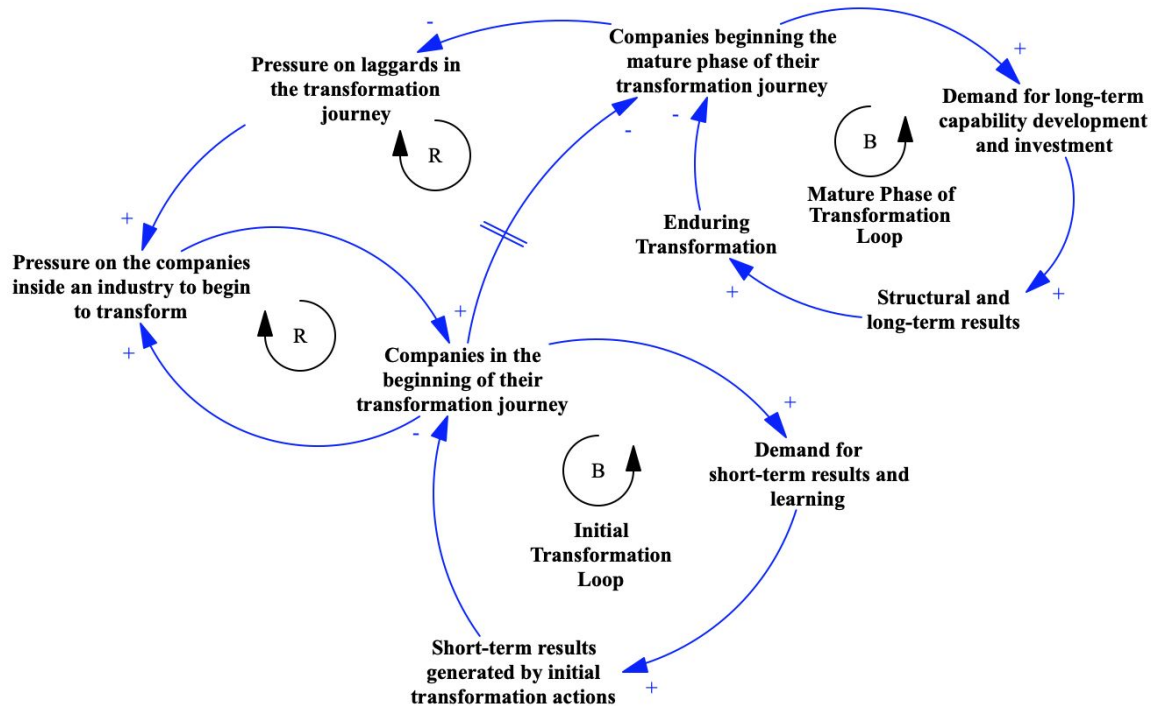 -
Companies beginning the
mature phase of their
transformation journey
+
Pressure on laggards in
the transformation
journey
Demand for long-term
capability development
and investment
-
-
R
B
Mature Phase of
Transformation
Loop
+
Enduring
Transformation
Pressure on the companies
inside an industry to begin
to transform
+
+
Structural and
long-term results
+
R
+
Companies in the
beginning of their
transformation journey
-
+
B
Demand for
short-term results and
learning
Initial
Transformation
Loop
Short-term results
generated by initial
transformation actions
+